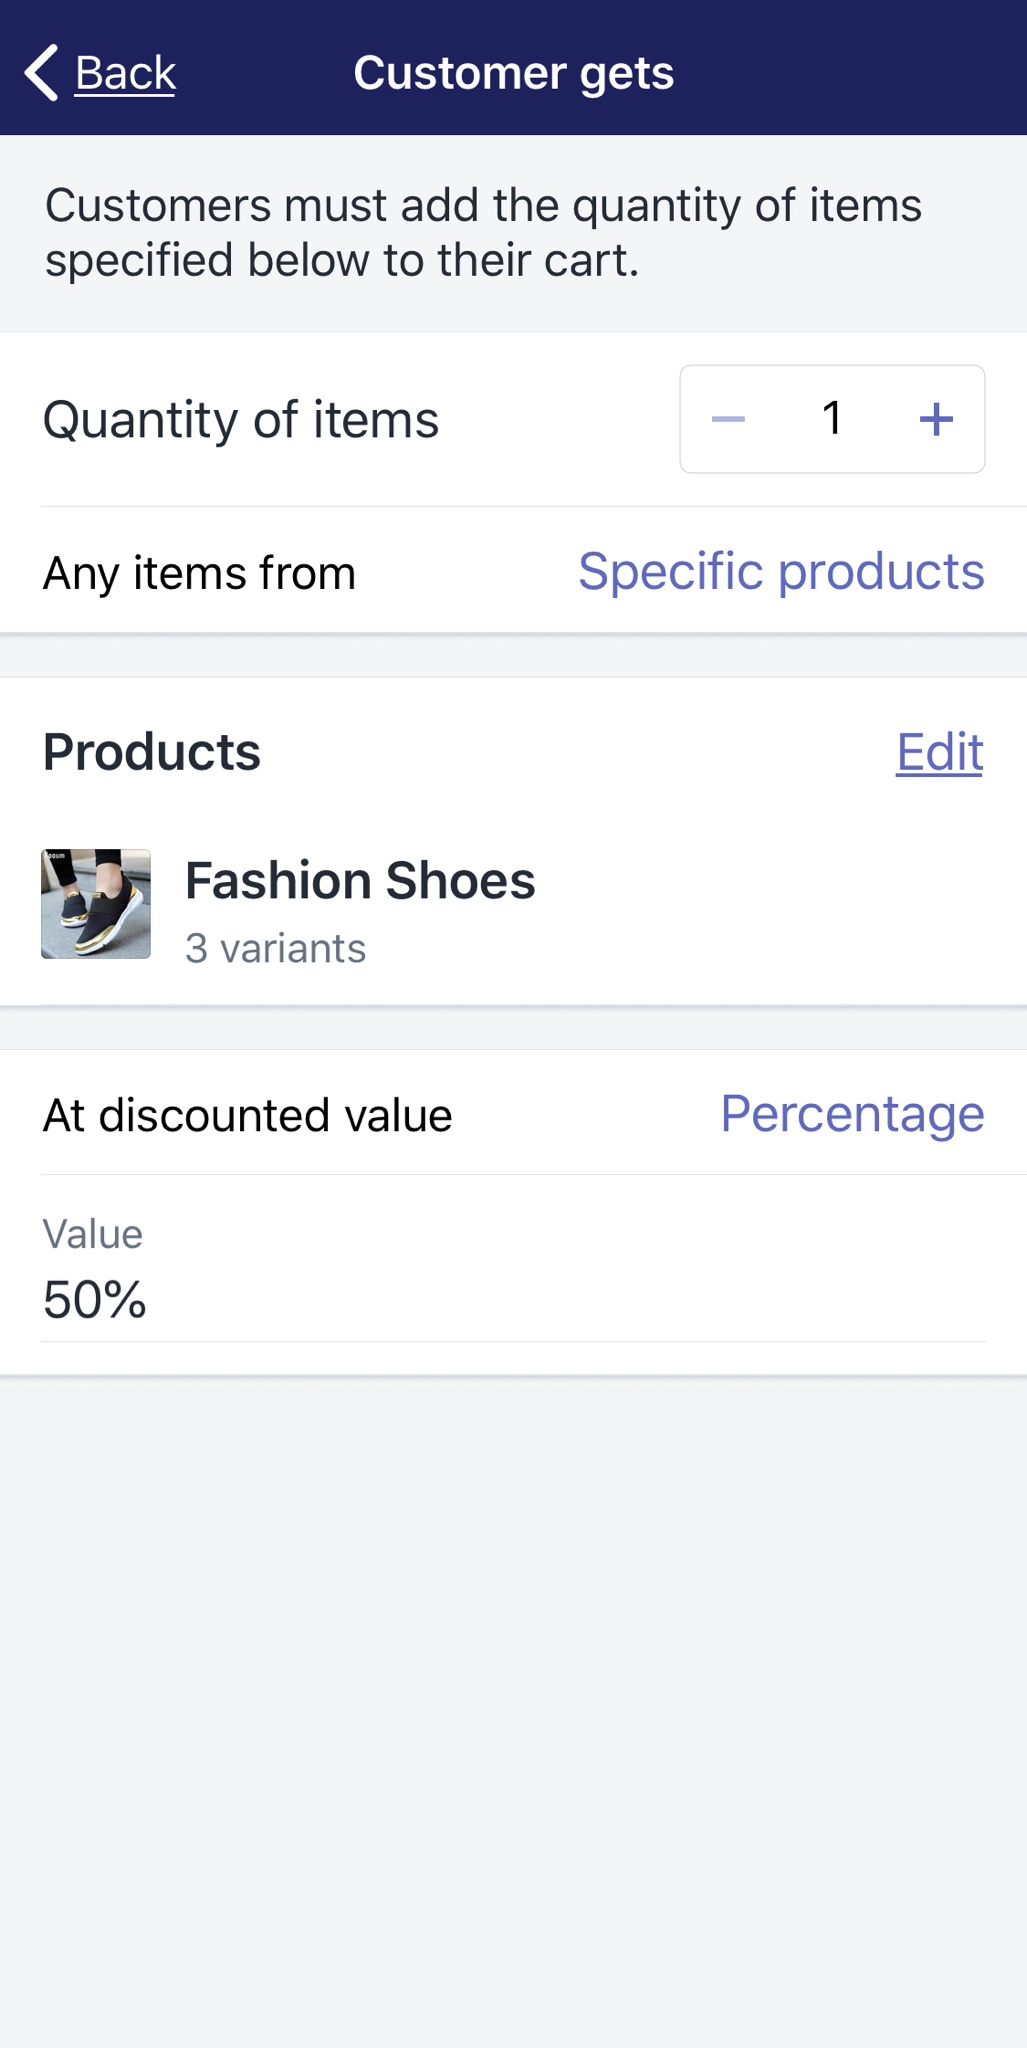 Back
Customer gets
Customers must add the quantity of items
specified below to their cart.
Quantity of items
1
Any items from
Specific products
Products
Edit
Fashion Shoes
3 variants
At discounted value
Percentage
Value
50%